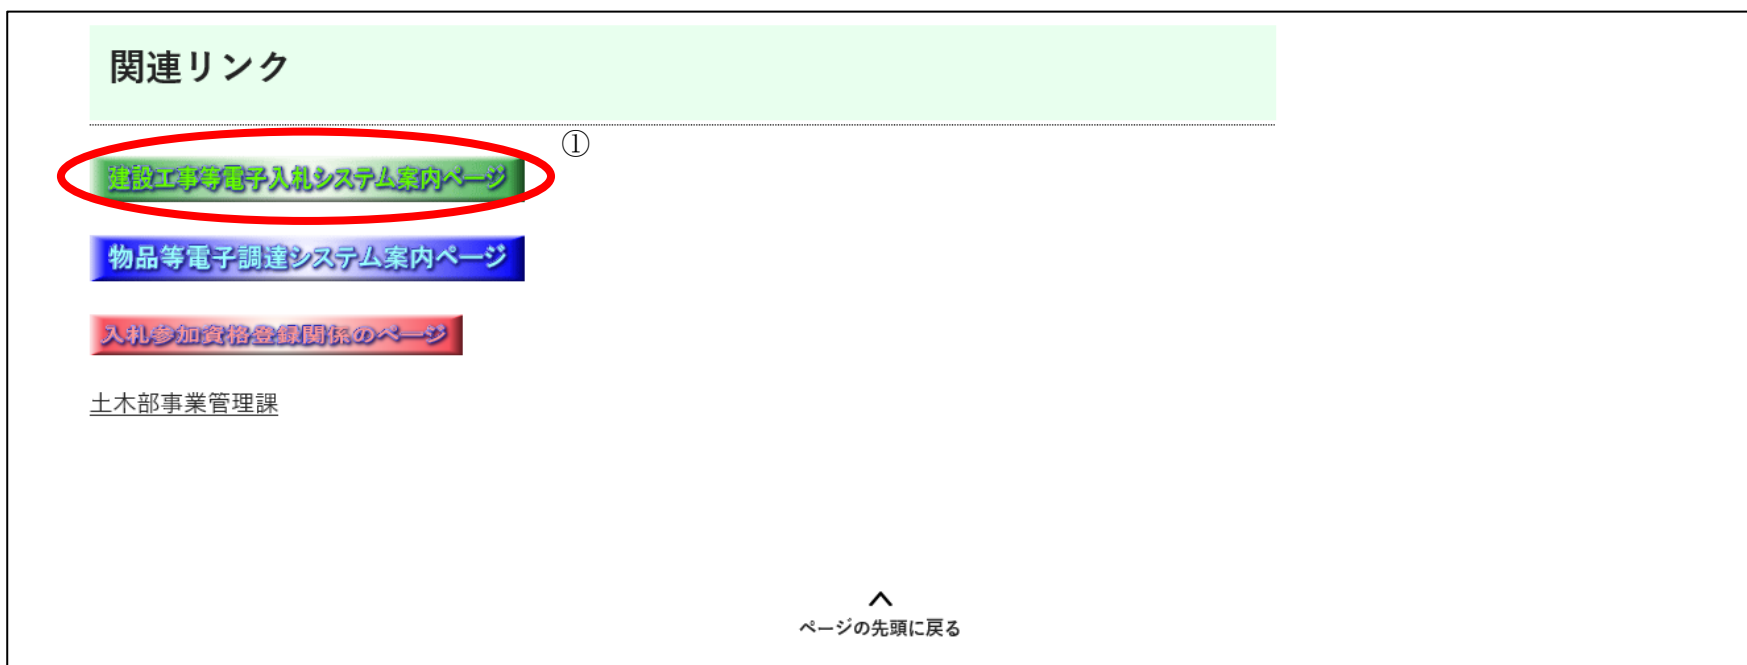 関連リンク
①
建設工事等電子入札システム案内ページ
物品等電子調達システム案内ページ
入札参加資格登録関係のページ
土木部事業管理課
ページの先頭に戻る